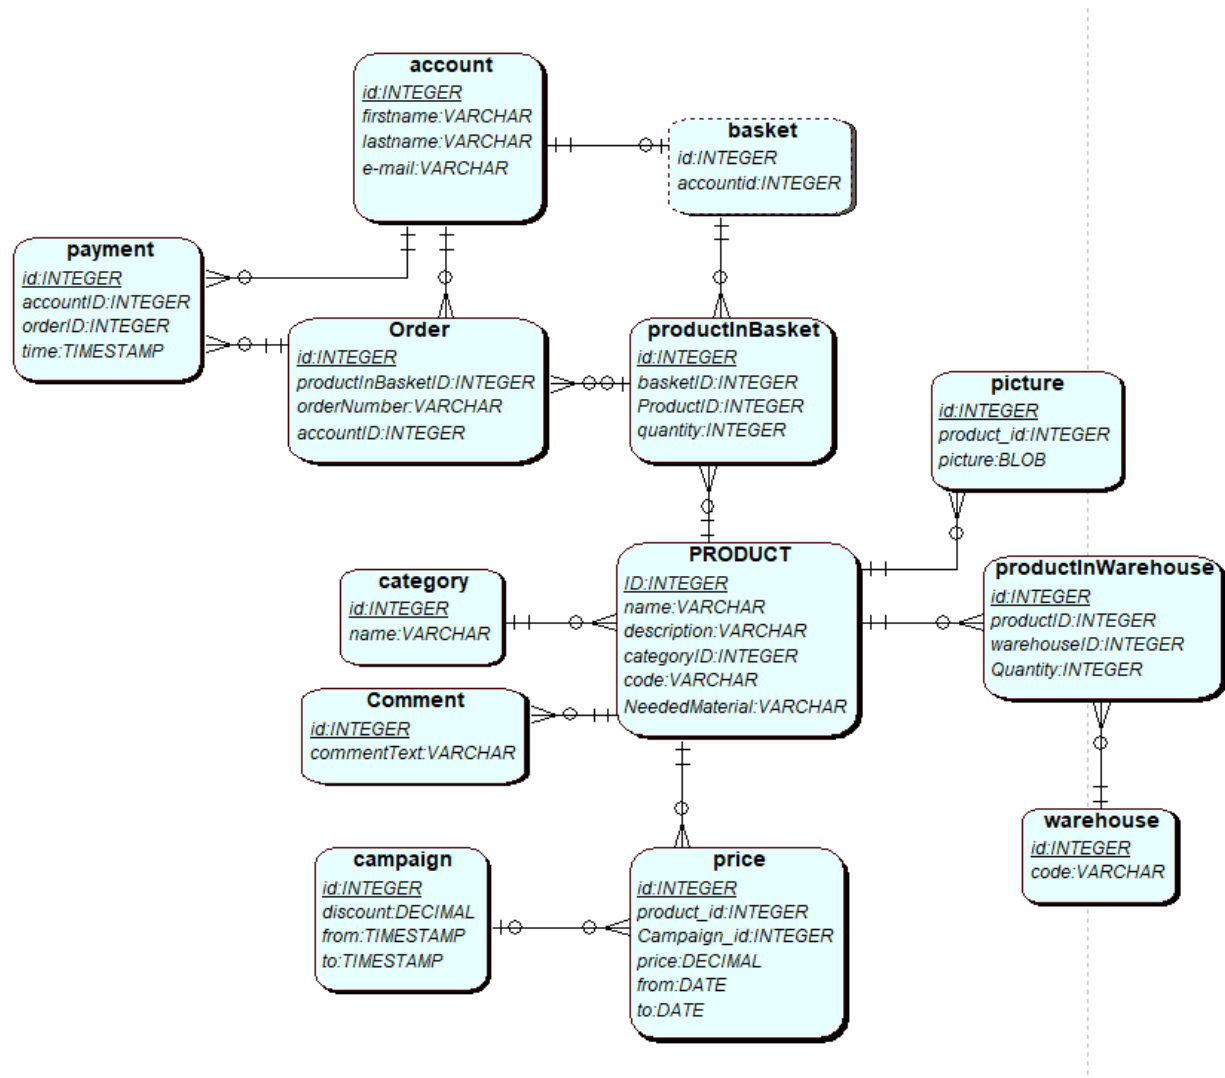 account
id:INTEGER
firstname:VARCHAR
lastname:VARCHAR
e-mail:VARCHAR
basket
id:INTEGER
accountid:INTEGER
payment
id:INTEGER
accountID:INTEGER
orderID:INTEGER
time:TIMESTAMP
Order
id:INTEGER
productInBasketID:INTEGER
orderNumber:VARCHAR
accountID:INTEGER
productInBasket
id:INTEGER
basketID:INTEGER
ProductID:INTEGER
quantity:INTEGER
picture
id:INTEGER
product_id:INTEGER
picture:BLOB
category
id:INTEGER
name:VARCHAR
PRODUCT
ID:INTEGER
name:VARCHAR
description:VARCHAR
categoryID:INTEGER
code:VARCHAR
NeededMaterial:VARCHAR
productInWarehouse
id:INTEGER
productID:INTEGER
warehouseID:INTEGER
Quantity:INTEGER
Comment
id:INTEGER
commentText:VARCHAR
campaign
id:INTEGER
discount:DECIMAL
from:TIMESTAMP
to:TIMESTAMP
price
id:INTEGER
product_id:INTEGER
Campaign_id:INTEGER
price:DECIMAL
from:DATE
to:DATE
warehouse
id:INTEGER
code:VARCHAR